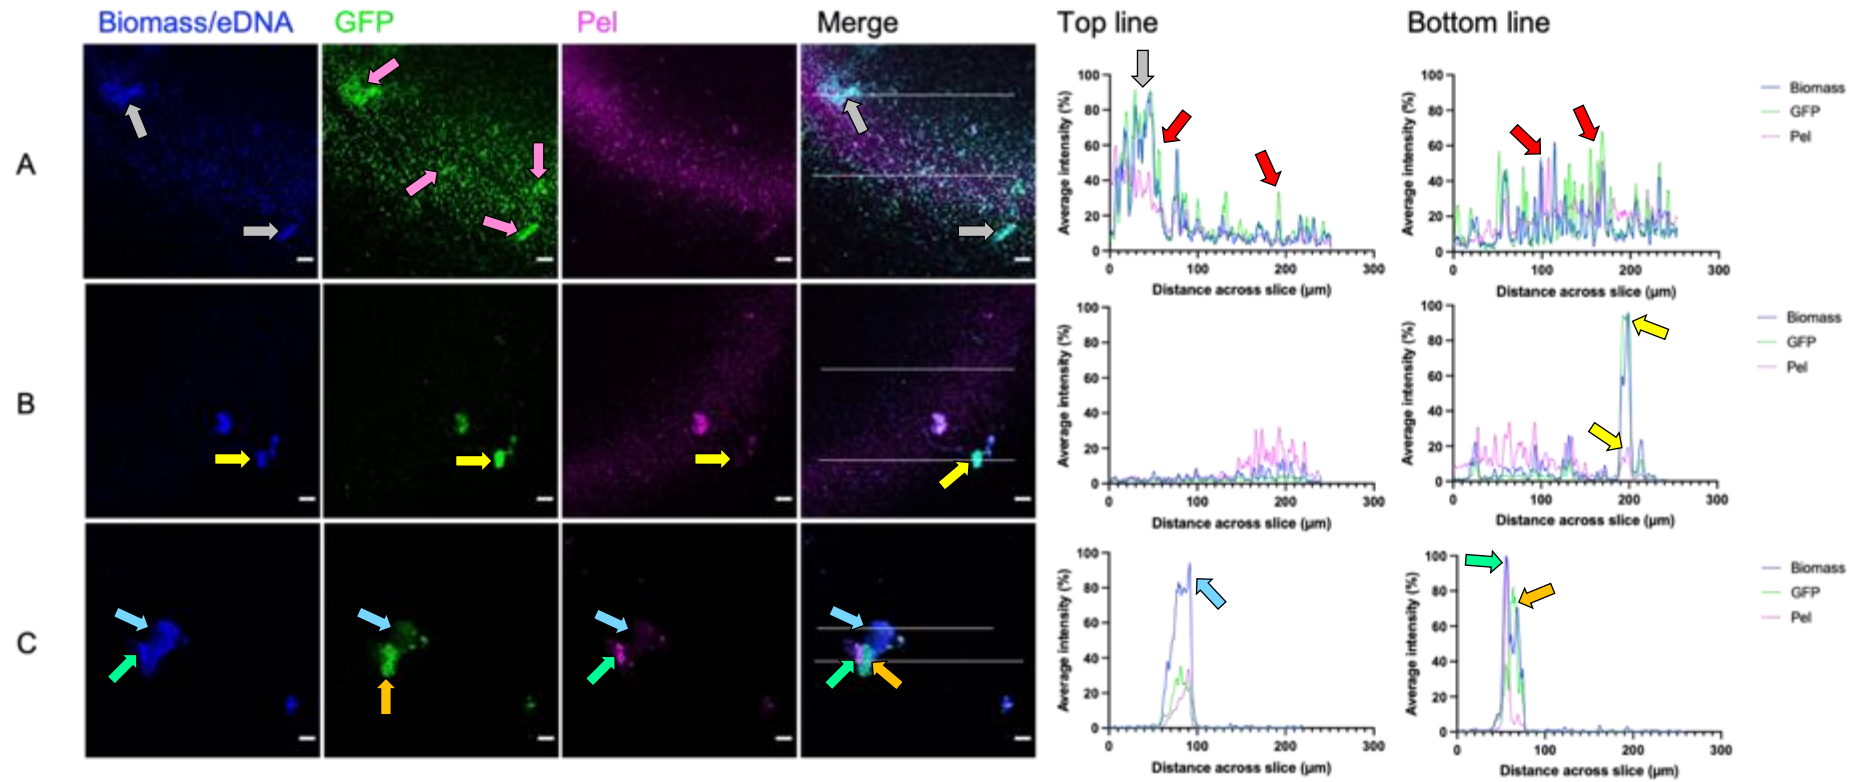 Biomass/eDNA GFP Pel Merge Top line Bottom line
A
100
80
60
40
20
0
0 100 200 300
Average intensity (%)
Distance across slice (µm)
100
80
60
40
20
0
0 100 200 300
Average intensity (%)
Distance across slice (µm)
Biomass
GFP
Pel
B
100
80
60
40
20
0
0 100 200 300
Average intensity (%)
Distance across slice (µm)
100
80
60
40
20
0
0 100 200 300
Average intensity (%)
Distance across slice (µm)
Biomass
GFP
Pel
C
100
80
60
40
20
0
0 100 200 300
Average intensity (%)
Distance across slice (µm)
100
80
60
40
20
0
0 100 200 300
Average intensity (%)
Distance across slice (µm)
Biomass
GFP
Pel